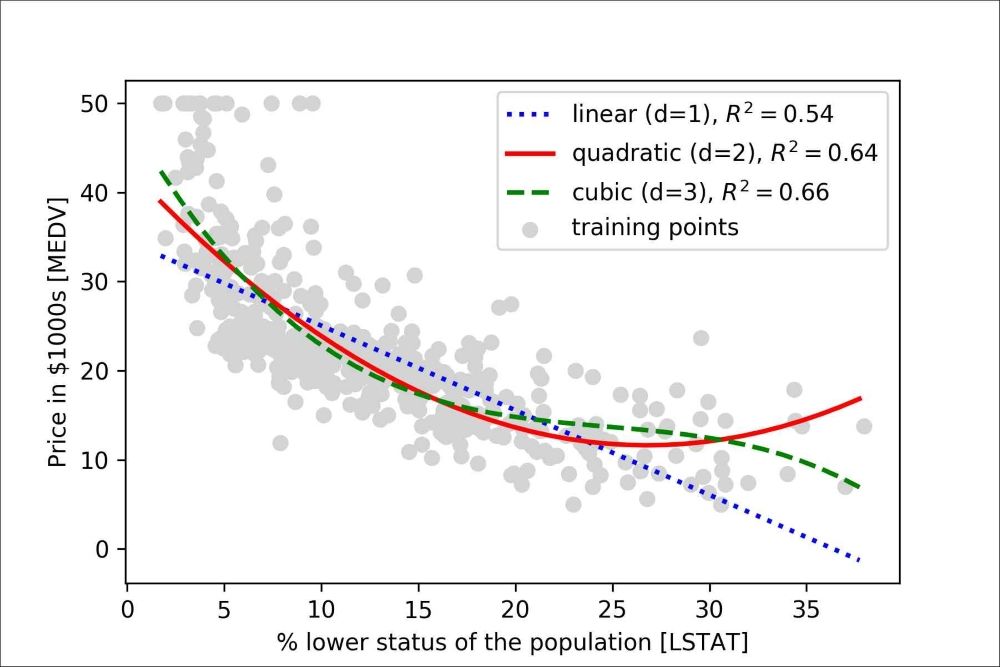 linear (d=1), R² = 0.54
quadratic (d=2), R² = 0.64
cubic (d=3), R² = 0.66
training points
Price in $1000s [MEDV]
50
40
30
20
10
0
0 5 10 15 20 25 30 35
% lower status of the population [LSTAT]